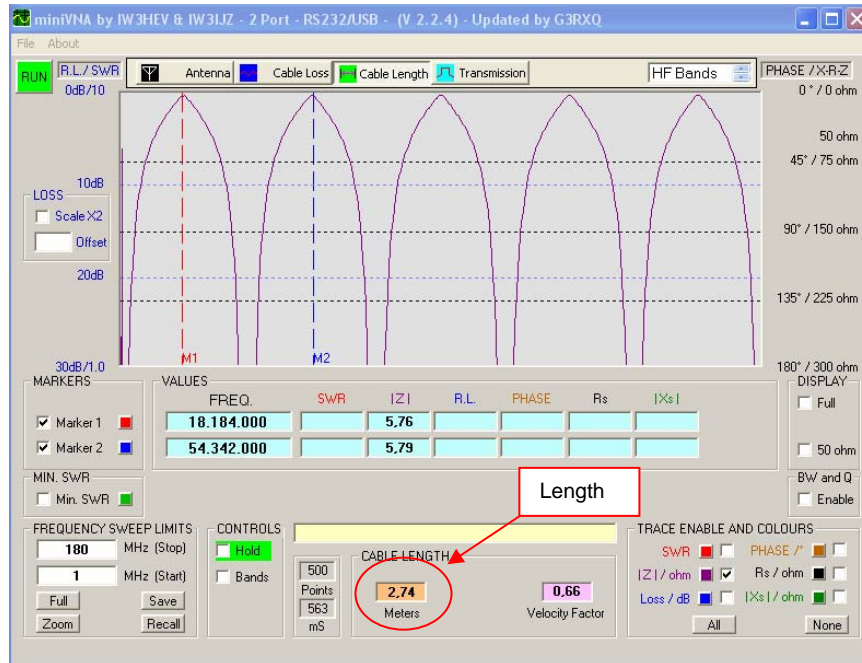 miniVNA by IW3HEV & IW3IJZ - 2 Port - RS232/USB - (V 2.2.4) - Updated by G3RXQ
File About
RUN R.L./SWR Antenna Cable Loss Cable Length Transmission HF Bands PHASE / X-R-Z
0dB/10 0° / 0 ohm
50 ohm
45° / 75 ohm
10dB
LOSS
Scale X2
Offset 90° / 150 ohm
20dB
135° / 225 ohm
M1 M2
30dB/1.0 180° / 300 ohm
MARKERS VALUES DISPLAY
FREQ. SWR |Z| R.L. PHASE Rs |Xs| Full
Marker 1 18.184.000 5,76
Marker 2 54.342.000 5,79 50 ohm
MIN. SWR BW and Q
Min. SWR Length Enable
FREQUENCY SWEEP LIMITS CONTROLS TRACE ENABLE AND COLOURS
180 MHz (Stop) Hold CABLE LENGTH SWR PHASE /°
1 MHz (Start) Bands 500 Points 2,74 0,66 |Z| / ohm Rs / ohm
Full Save 563 mS Meters Velocity Factor Loss / dB |Xs| / ohm
Zoom Recall All None